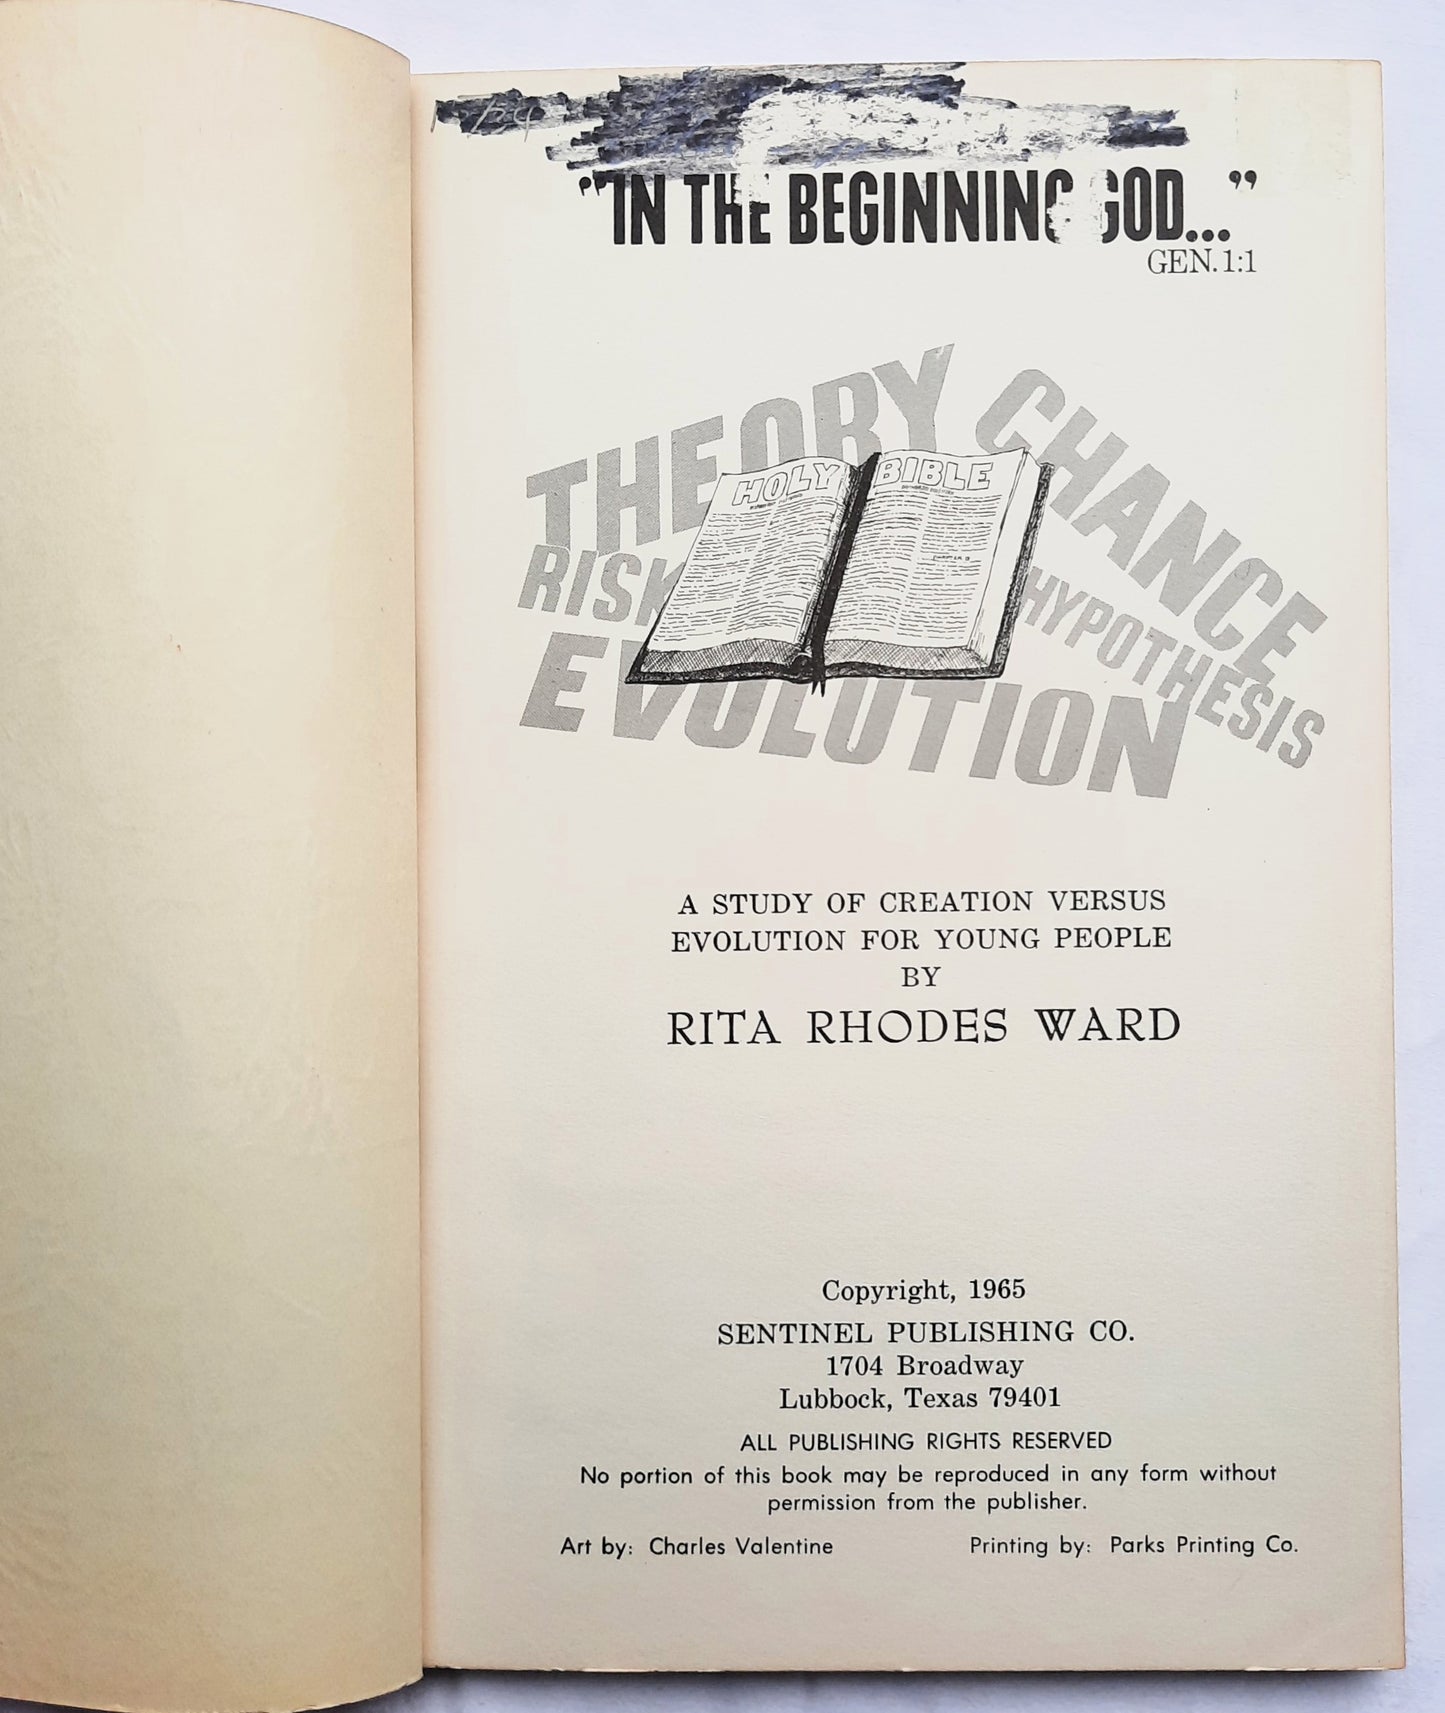 "IN THE BEGINNING GOD..."
GEN. 1:1
THEORY CHANCE
HOLY BIBLE
RISK HYPOTHESIS
EVOLUTION
A STUDY OF CREATION VERSUS
EVOLUTION FOR YOUNG PEOPLE
BY
RITA RHODES WARD
Copyright, 1965
SENTINEL PUBLISHING CO.
1704 Broadway
Lubbock, Texas 79401
ALL PUBLISHING RIGHTS RESERVED
No portion of this book may be reproduced in any form without
permission from the publisher.
Art by: Charles Valentine Printing by: Parks Printing Co.